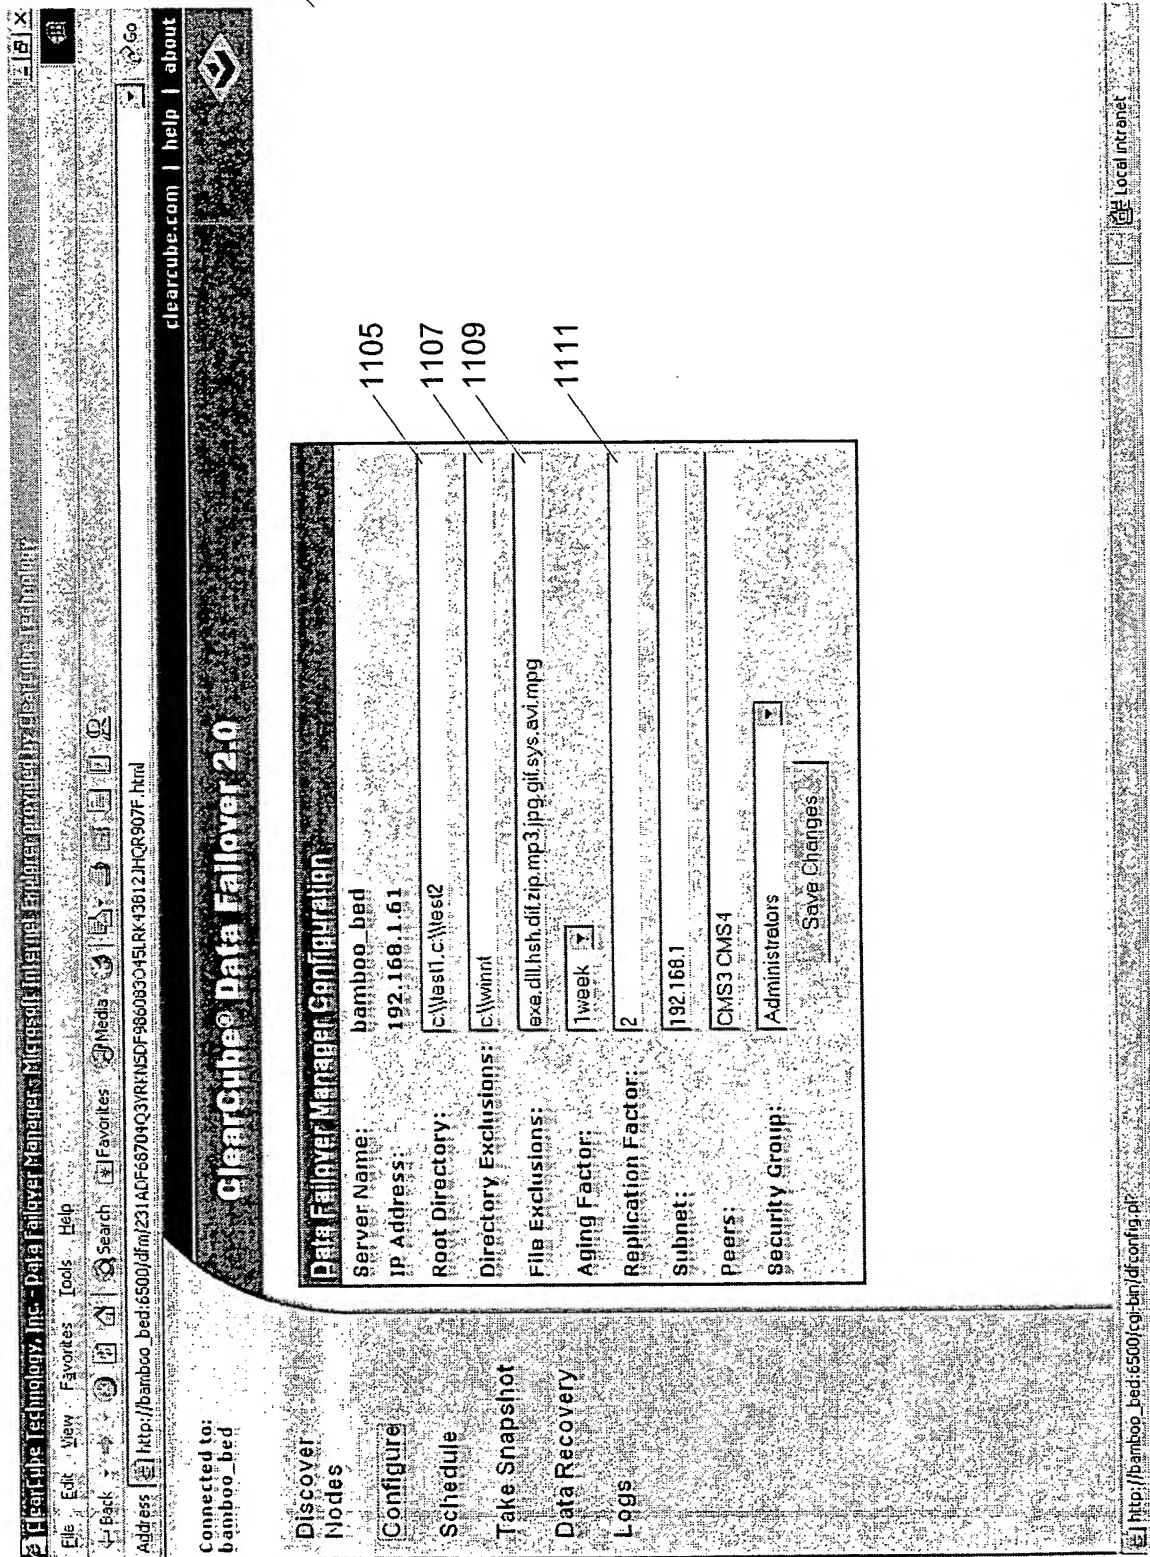 ClearCube Technology, Inc. - Data Failover Manager - Microsoft Internet Explorer provided by ClearCube Technology
File Edit View Favorites Tools Help
Back Search Favorites Media
Address Go
clearcube.com | help | about
Connected to:
bamboo_bed
ClearCube® Data Failover 2.0
Discover
Nodes
Configure
Schedule
Take Snapshot
Data Recovery
Logs
Data Failover Manager Configuration
Server Name: bamboo_bed
IP Address: 192.168.1.61
Root Directory: c:\\test1,c:\\test2 1105
Directory Exclusions: c:\\winnt 1107
File Exclusions: exe,dll,hsh,dif,zip,mp3,jpg,gif,sys,avi,mpg 1109
Aging Factor: 1week
Replication Factor: 2 1111
Subnet: 192.168.1
Peers: CMS3 CMS4
Security Group: Administrators
Save Changes
http://bamboo_bed:6500/cgi-bin/dfconfig.pl Local intranet